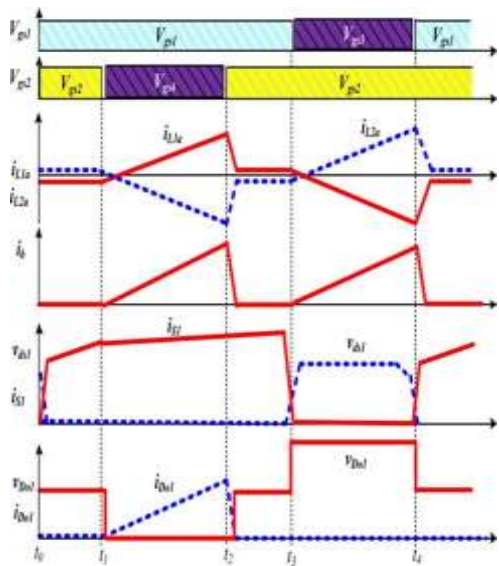 Vgs1 Vgs1 Vgs3 Vgs1
Vgs2 Vgs2 Vgs4 Vgs2
iL1a iL2a
iL1a
iL2a
ib
iS1
vds1 vds1
iS1
vDo1
vDo1 iDo1
iDo1
t0 t1 t2 t3 t4